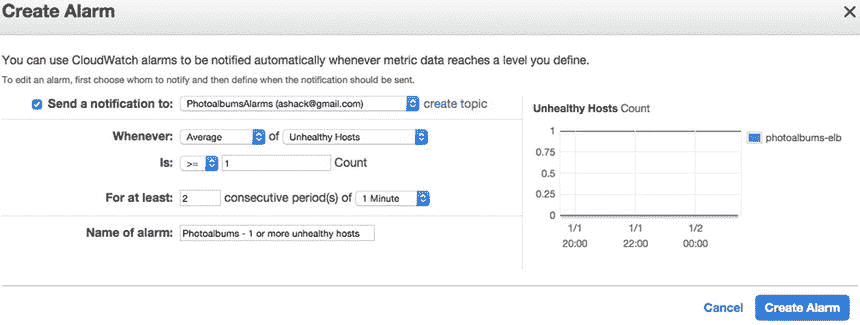 Create Alarm
You can use CloudWatch alarms to be notified automatically whenever metric data reaches a level you define.
To edit an alarm, first choose whom to notify and then define when the notification should be sent.
Send a notification to: PhotoalbumsAlarms (ashack@gmail.com) create topic
Whenever: Average of Unhealthy Hosts
Is: >= 1 Count
For at least: 2 consecutive period(s) of 1 Minute
Name of alarm: Photoalbums - 1 or more unhealthy hosts
Unhealthy Hosts Count
1
0.75
0.5
0.25
0
1/1 1/1 1/2
20:00 22:00 00:00
photoalbums-elb
Cancel Create Alarm